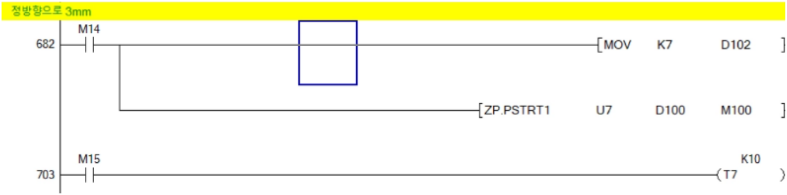 정방향으로 3mm
M14
682 [MOV K7 D102 ]
[ZP.PSTRT1 U7 D100 M100 ]
M15 K10
703 (T7 )